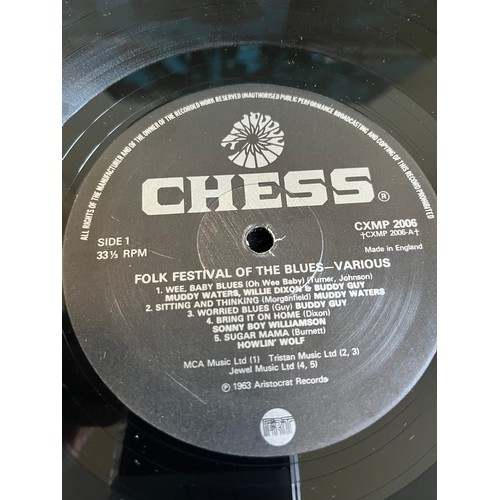 ALL RIGHTS OF THE MANUFACTURER AND OF THE OWNER OF THE RECORDED WORK RESERVED UNAUTHORISED PUBLIC PERFORMANCE BROADCASTING AND COPYING OF THIS RECORD PROHIBITED
CHESS®
SIDE 1
33⅓ RPM
CXMP 2006
†CXMP 2006-A†
Made in England
FOLK FESTIVAL OF THE BLUES—VARIOUS
1. WEE, BABY BLUES (Oh Wee Baby) (Turner, Johnson)
MUDDY WATERS, WILLIE DIXON & BUDDY GUY
2. SITTING AND THINKING (Morganfield) MUDDY WATERS
3. WORRIED BLUES (Guy) BUDDY GUY
4. BRING IT ON HOME (Dixon)
SONNY BOY WILLIAMSON
5. SUGAR MAMA (Burnett)
HOWLIN' WOLF
MCA Music Ltd (1) Tristan Music Ltd (2, 3)
Jewel Music Ltd (4, 5)
℗ 1963 Aristocrat Records
PRT